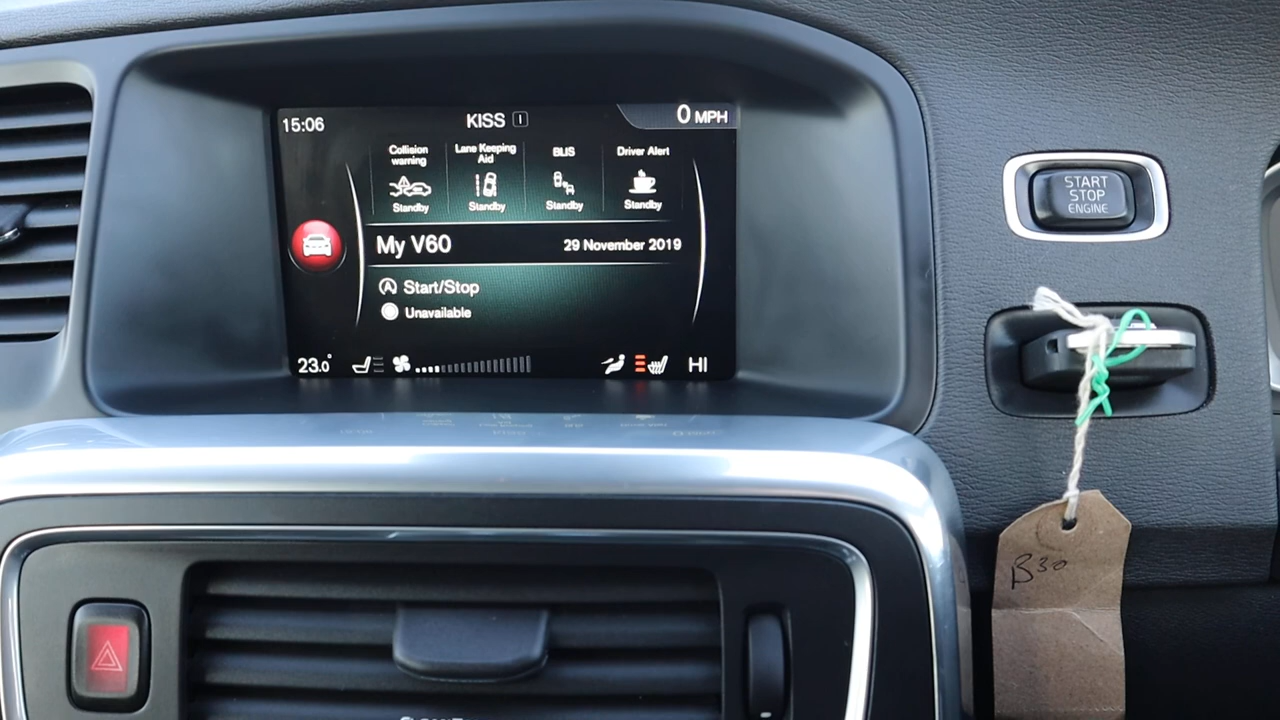 15:06
KISS
0 MPH
Collision warning
Lane Keeping Aid
BLIS
Driver Alert
Standby
Standby
Standby
Standby
My V60
29 November 2019
Start/Stop
Unavailable
23.0°
HI
START
STOP
ENGINE
B30